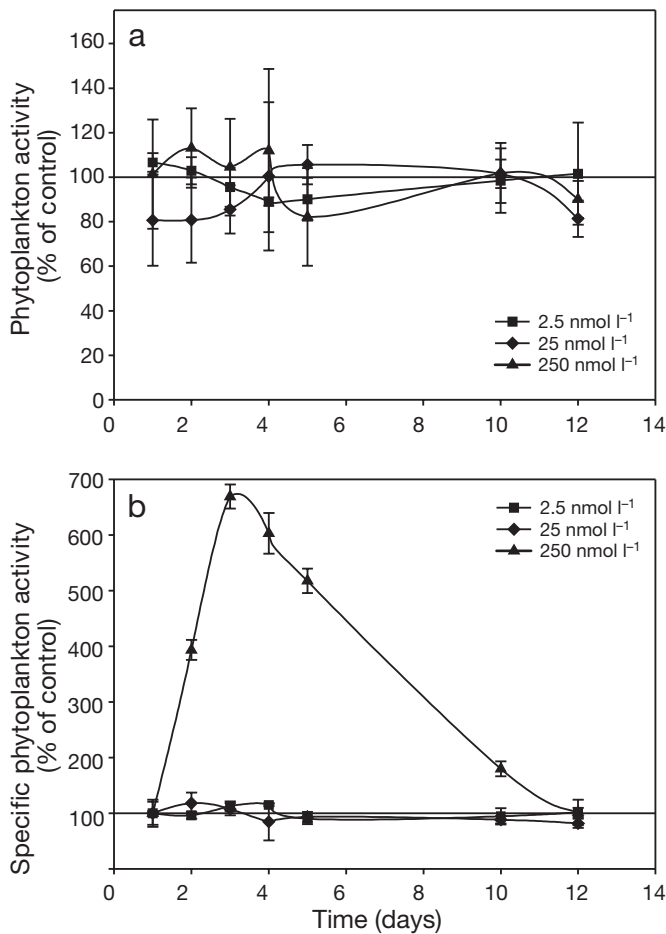 a
Phytoplankton activity
(% of control)
160
140
120
100
80
60
40
20
0
2.5 nmol l⁻¹
25 nmol l⁻¹
250 nmol l⁻¹
0 2 4 6 8 10 12 14
b
Specific phytoplankton activity
(% of control)
700
600
500
400
300
200
100
2.5 nmol l⁻¹
25 nmol l⁻¹
250 nmol l⁻¹
0 2 4 6 8 10 12 14
Time (days)